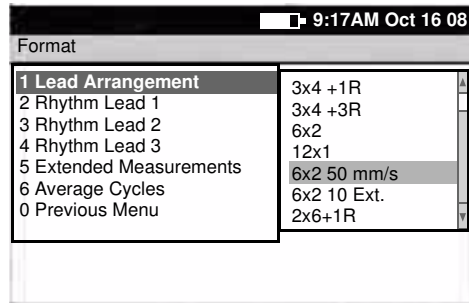 9:17AM Oct 16 08
Format
1 Lead Arrangement
2 Rhythm Lead 1
3 Rhythm Lead 2
4 Rhythm Lead 3
5 Extended Measurements
6 Average Cycles
0 Previous Menu
3x4 +1R
3x4 +3R
6x2
12x1
6x2 50 mm/s
6x2 10 Ext.
2x6+1R